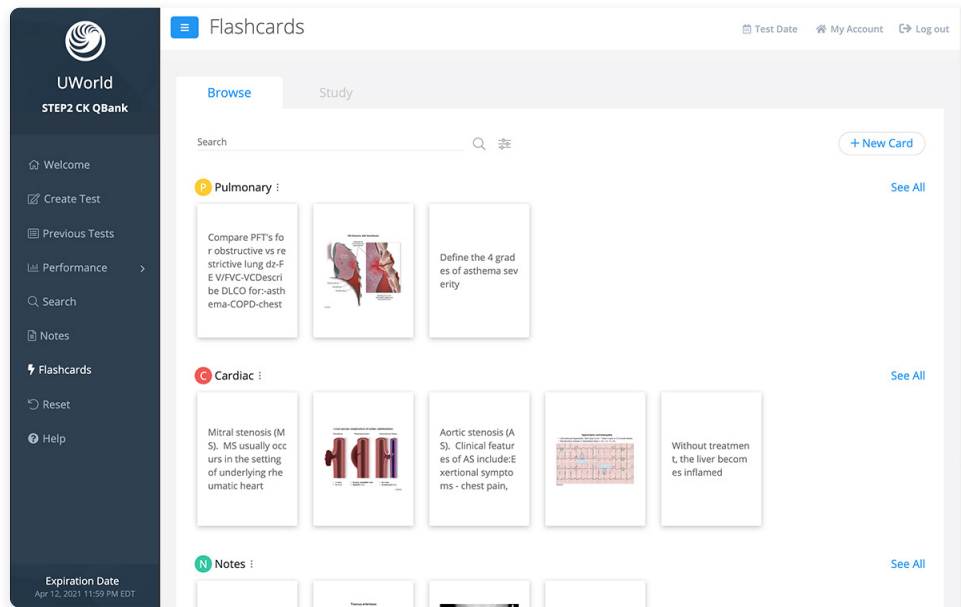 Flashcards
Test Date
My Account
Log out
UWorld
STEP2 CK QBank
Welcome
Create Test
Previous Tests
Performance
Search
Notes
Flashcards
Reset
Help
Expiration Date
Apr 12, 2021 11:59 PM EDT
Browse
Study
Search
+ New Card
P Pulmonary
See All
Compare PFT's fo
r obstructive vs re
strictive lung dz-F
E V/FVC-VCDescri
be DLCO for:-asth
ema-COPD-chest
Define the 4 grad
es of asthema sev
erity
C Cardiac
See All
Mitral stenosis (M
S). MS usually occ
urs in the setting
of underlying rhe
umatic heart
Aortic stenosis (A
S). Clinical featur
es of AS include:E
xertional sympto
ms - chest pain,
Without treatmen
t, the liver becom
es inflamed
N Notes
See All